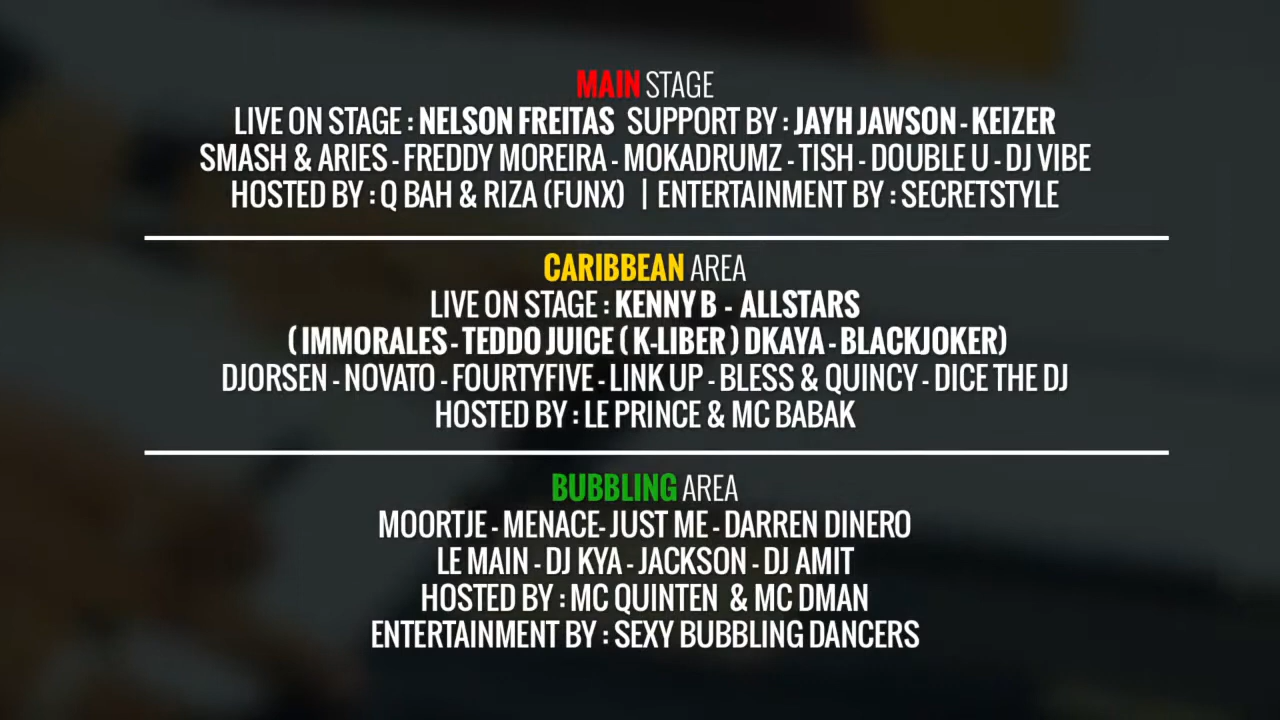 MAIN STAGE
LIVE ON STAGE : NELSON FREITAS SUPPORT BY : JAYH JAWSON - KEIZER
SMASH & ARIES - FREDDY MOREIRA - MOKADRUMZ - TISH - DOUBLE U - DJ VIBE
HOSTED BY : Q BAH & RIZA (FUNX) | ENTERTAINMENT BY : SECRETSTYLE
CARIBBEAN AREA
LIVE ON STAGE : KENNY B - ALLSTARS
( IMMORALES - TEDDO JUICE ( K-LIBER ) DKAYA - BLACKJOKER)
DJORSEN - NOVATO - FOURTYFIVE - LINK UP - BLESS & QUINCY - DICE THE DJ
HOSTED BY : LE PRINCE & MC BABAK
BUBBLING AREA
MOORTJE - MENACE- JUST ME - DARREN DINERO
LE MAIN - DJ KYA - JACKSON - DJ AMIT
HOSTED BY : MC QUINTEN & MC DMAN
ENTERTAINMENT BY : SEXY BUBBLING DANCERS